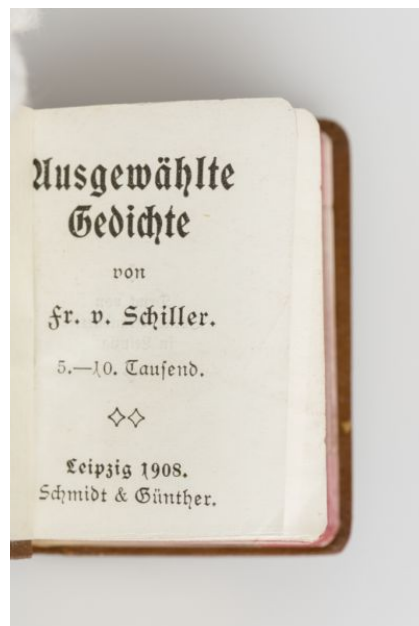 Ausgewählte
Gedichte
von
Fr. v. Schiller.
5.—10. Tausend.
Leipzig 1908.
Schmidt & Günther.